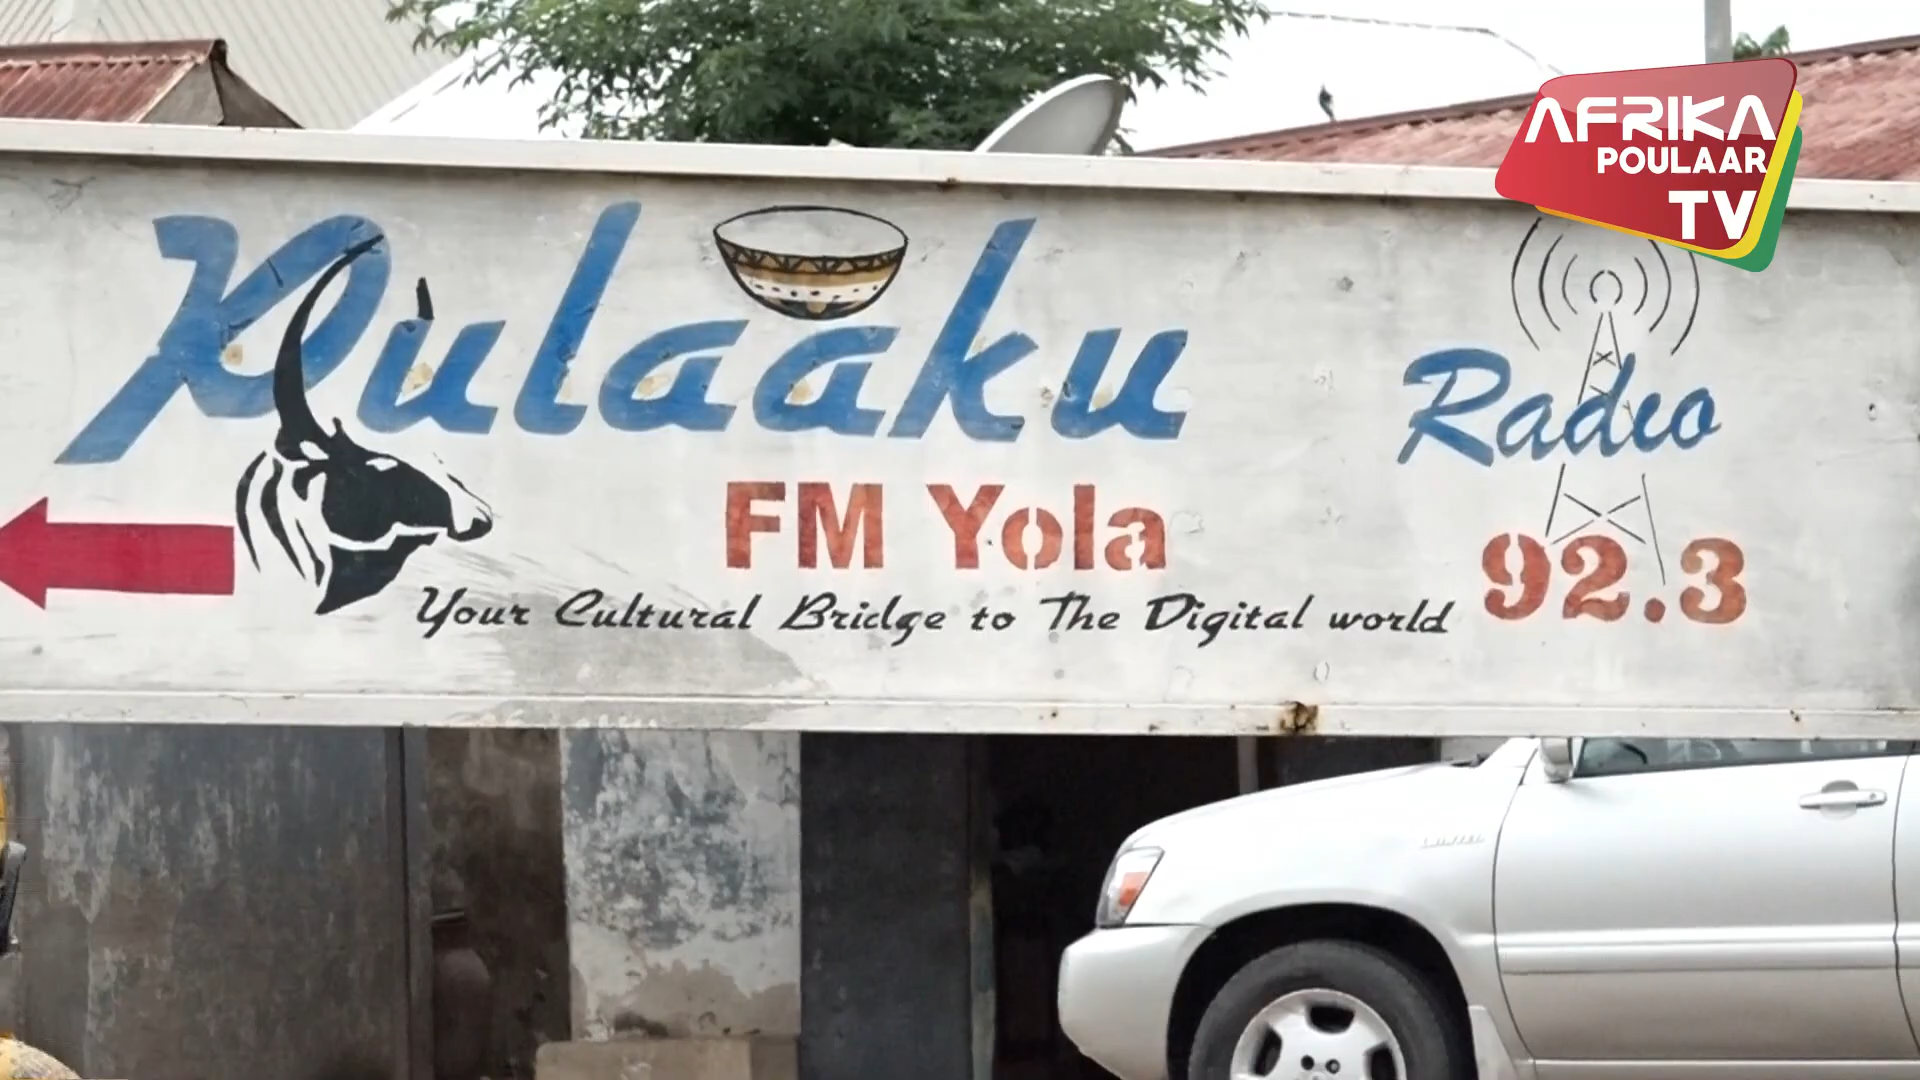 AFRIKA
POULAAR
TV
Pulaaku
Radio
FM Yola
92.3
Your Cultural Bridge to The Digital world